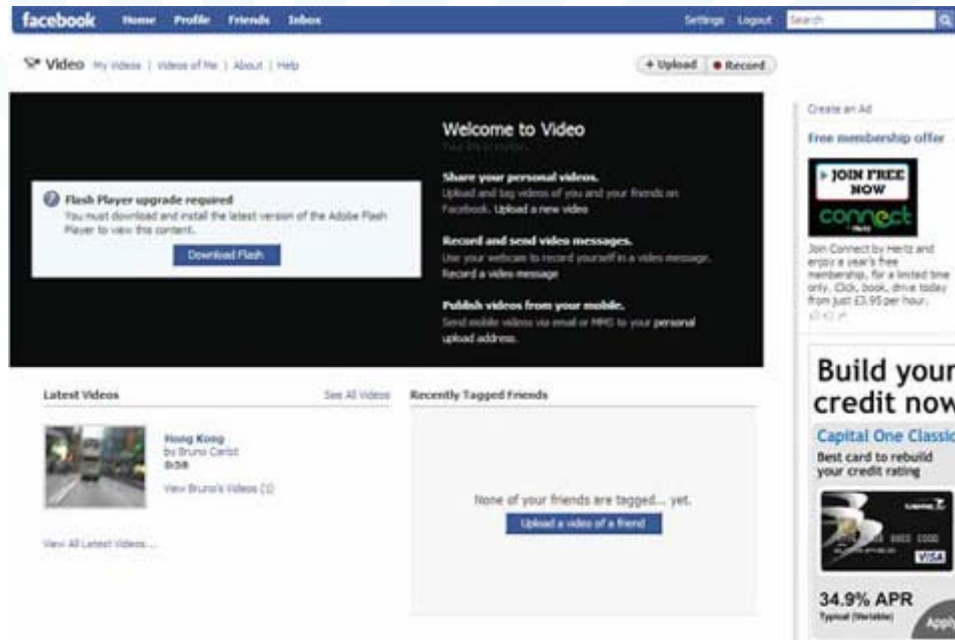 facebook Home Profile Friends Inbox Settings Logout Search
Video My Videos | Videos of Me | About | Help + Upload Record
Welcome to Video
Share your personal videos.
Upload and tag videos of you and your friends on
Facebook. Upload a new video
Record and send video messages.
Use your webcam to record yourself in a video message.
Record a video message
Publish videos from your mobile.
Send mobile videos via email or MMS to your personal
upload address.
Flash Player upgrade required
You must download and install the latest version of the Adobe Flash
Player to view this content.
Download Flash
Latest Videos See All Videos
Hong Kong
by Bruno
0:58
View Bruno's Videos (1)
View All Latest Videos...
Recently Tagged Friends
None of your friends are tagged... yet.
Upload a video of a friend
Create an Ad
Free membership offer
JOIN FREE
NOW
connect
Join Connect by Hertz and
enjoy a year's free
membership, for a limited time
only. Click, book, drive today
from just £3.95 per hour.
Build your
credit now
Capital One Classic
Best card to rebuild
your credit rating
VISA
34.9% APR
Typical (Variable)
Apply